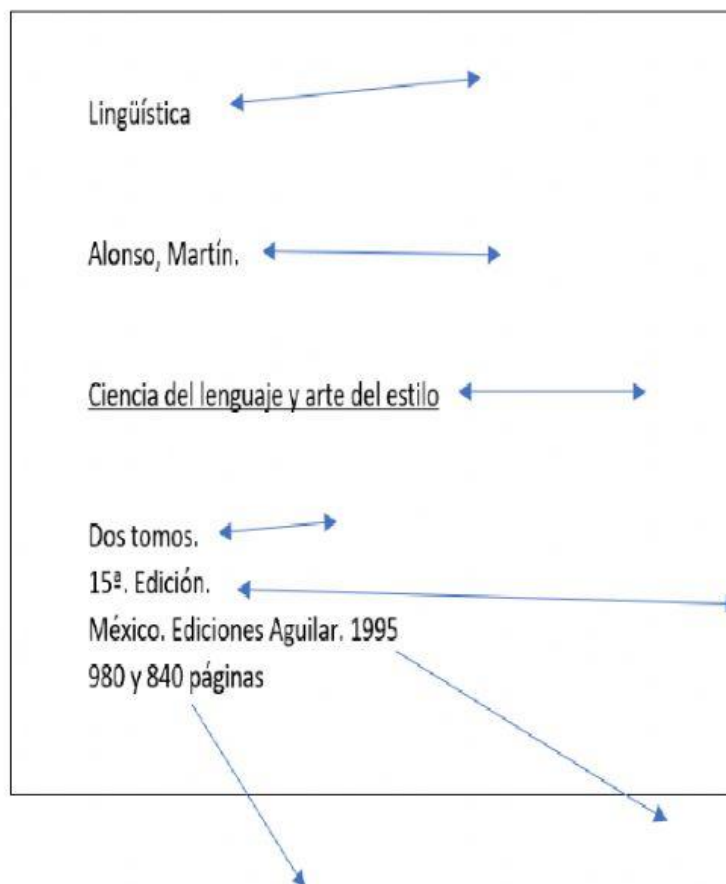 Lingüística
Alonso, Martín.
Ciencia del lenguaje y arte del estilo
Dos tomos.
15ª. Edición.
México. Ediciones Aguilar. 1995
980 y 840 páginas